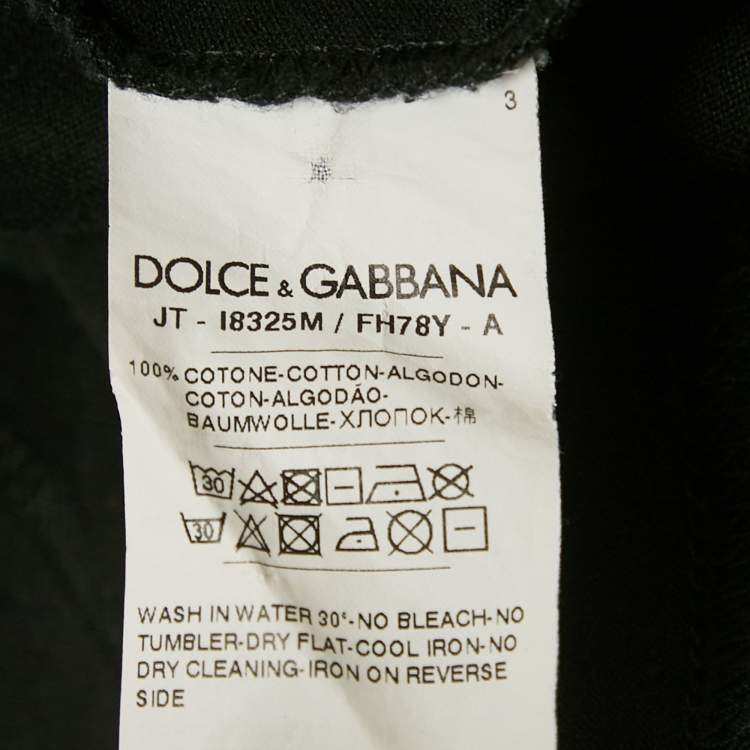 3
DOLCE & GABBANA
JT - I8325M / FH78Y - A
100% COTONE-COTTON-ALGODON-
COTON-ALGODÃO-
BAUMWOLLE-ХЛОПОК-棉
30
30
WASH IN WATER 30°-NO BLEACH-NO
TUMBLER-DRY FLAT-COOL IRON-NO
DRY CLEANING-IRON ON REVERSE
SIDE